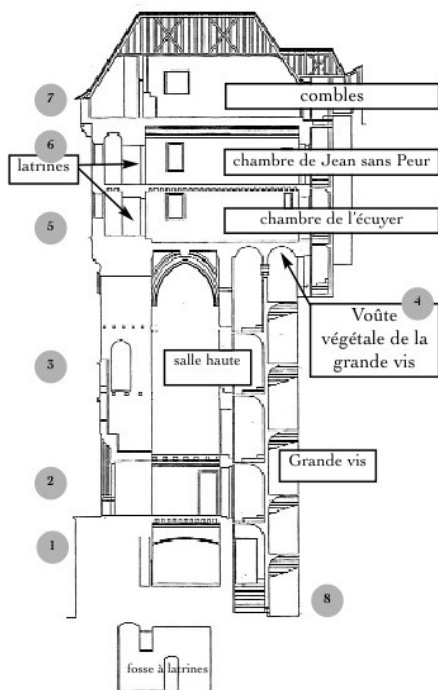 7
combles
6
latrines
chambre de Jean sans Peur
chambre de l'écuyer
5
4
Voûte
végétale de la
grande vis
3
salle haute
Grande vis
2
1
8
fosse à latrines